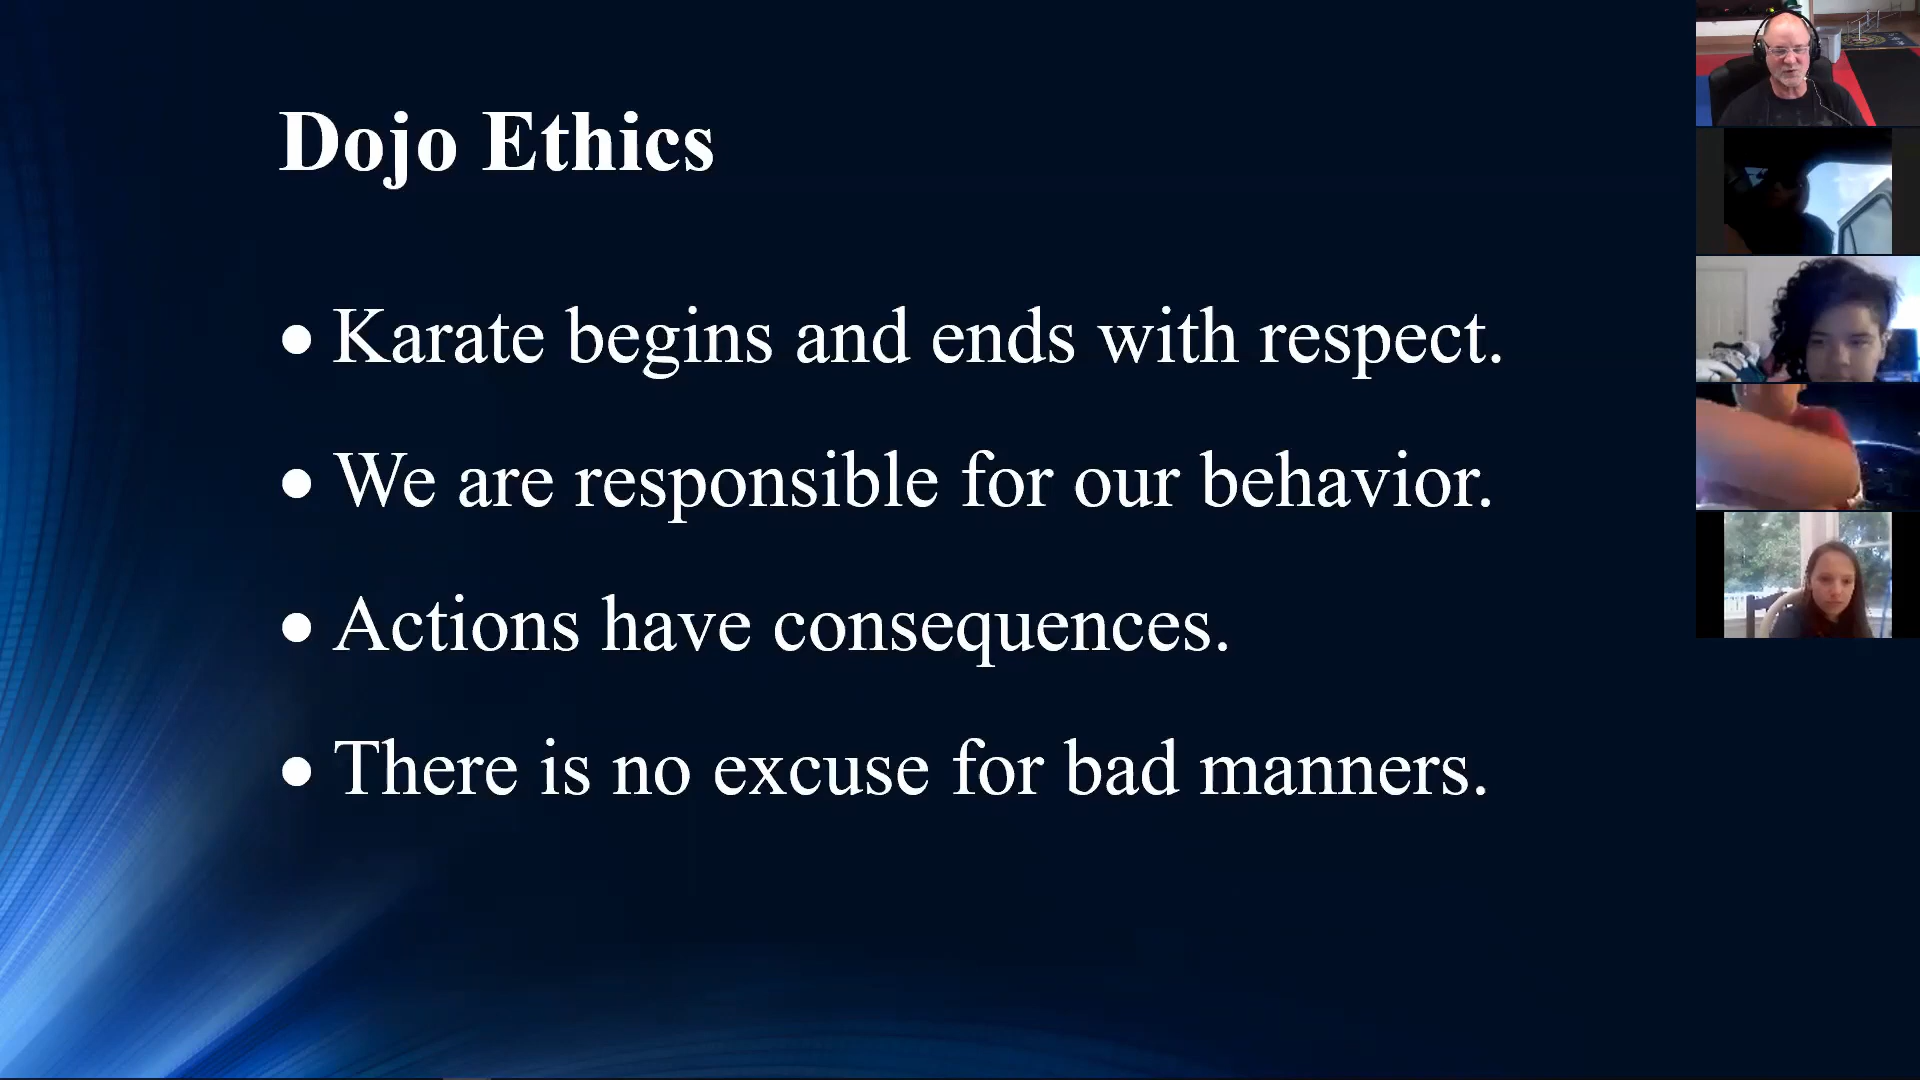 Dojo Ethics
• Karate begins and ends with respect.
• We are responsible for our behavior.
• Actions have consequences.
• There is no excuse for bad manners.